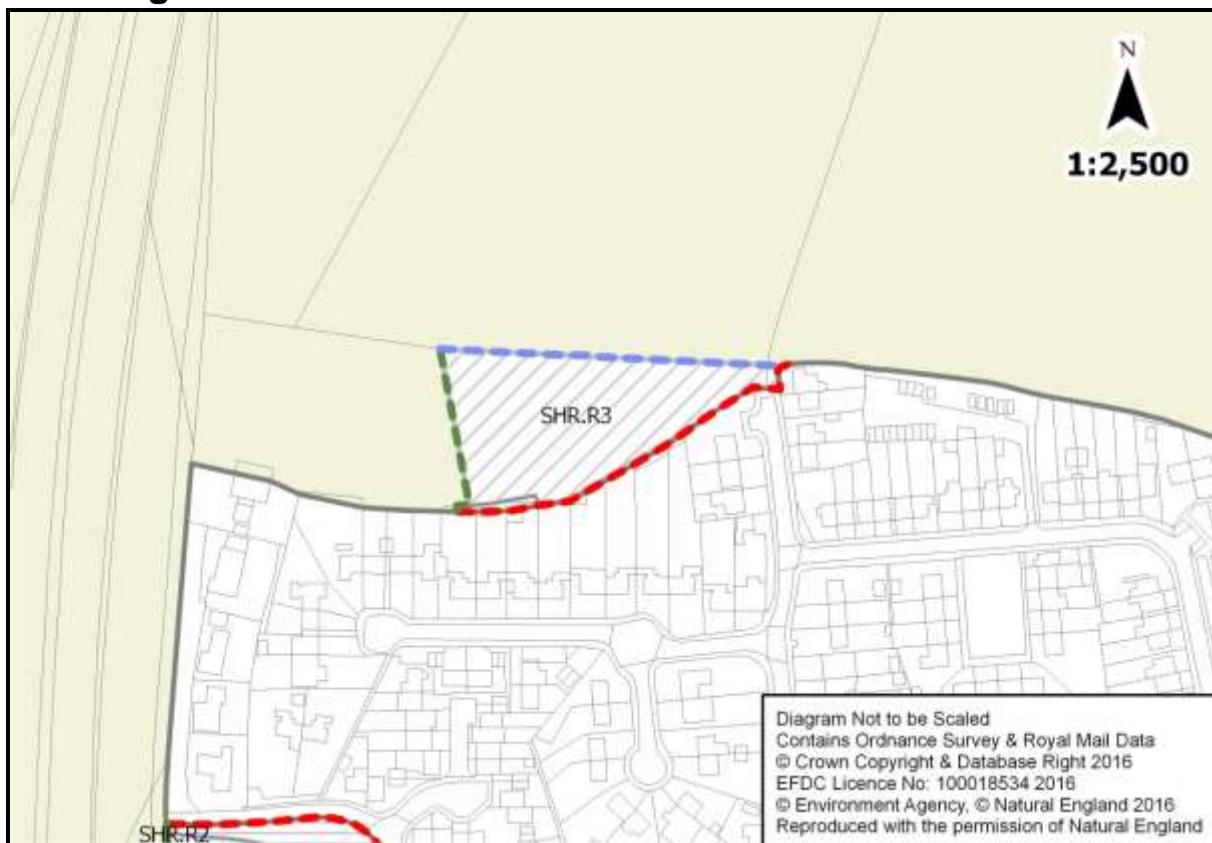 N
1:2,500
SHR.R3
SHR.R2
Diagram Not to be Scaled
Contains Ordnance Survey & Royal Mail Data
© Crown Copyright & Database Right 2016
EFDC Licence No: 100018534 2016
© Environment Agency, © Natural England 2016
Reproduced with the permission of Natural England